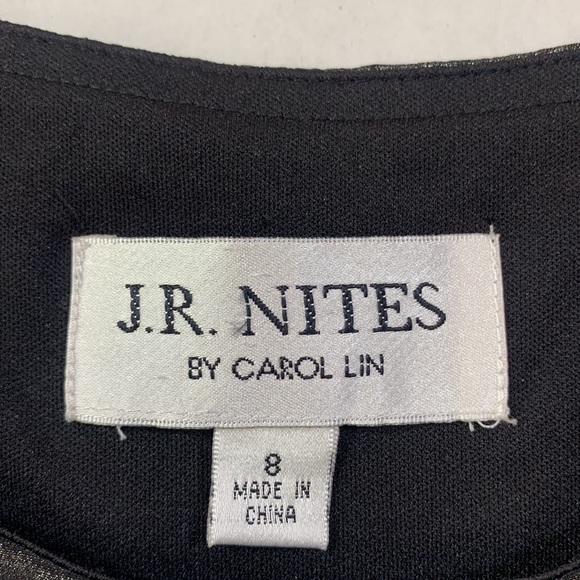 J.R. NITES
BY CAROL LIN
8
MADE IN
CHINA